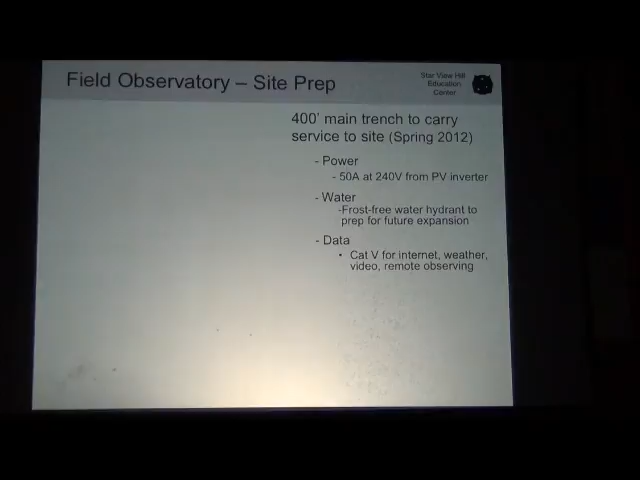 Field Observatory – Site Prep
Star View Hill
Education
Center
400' main trench to carry
service to site (Spring 2012)
- Power
- 50A at 240V from PV inverter
- Water
-Frost-free water hydrant to
prep for future expansion
- Data
• Cat V for internet, weather,
video, remote observing